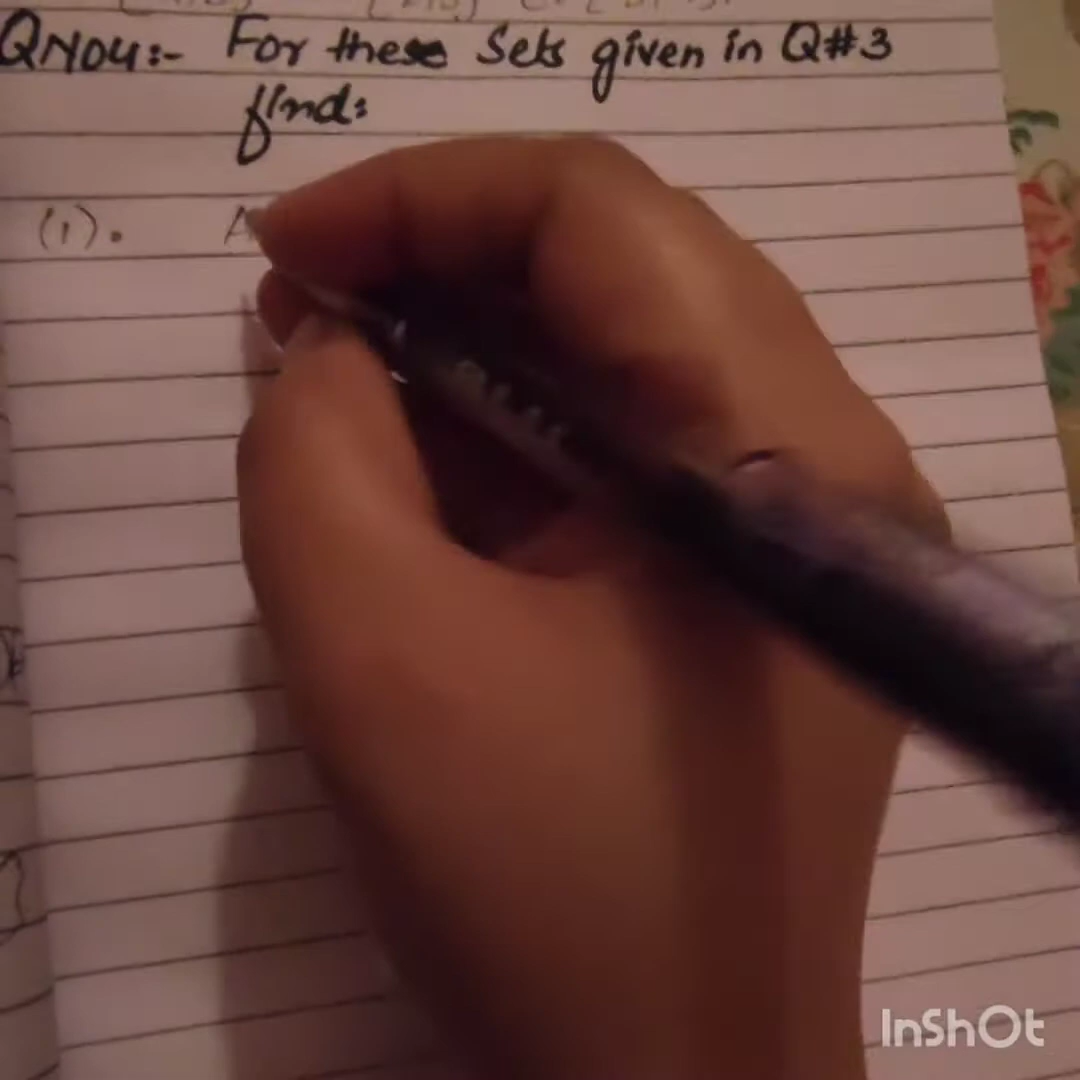 QNo4:- For these Sets given in Q#3
find:
(1). A
InShOt